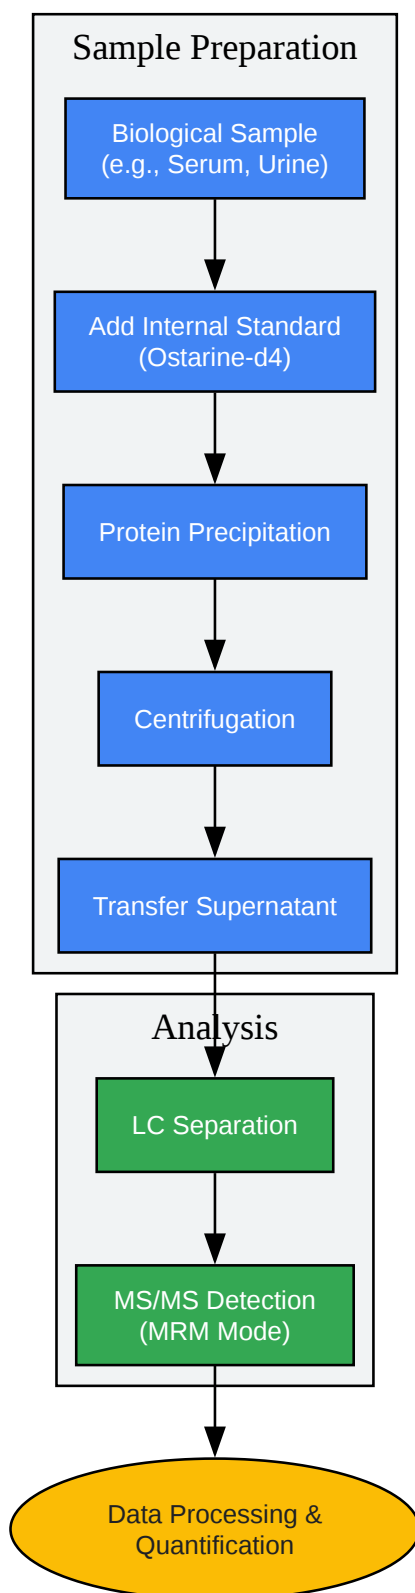 Sample Preparation
Biological Sample
(e.g., Serum, Urine)
Add Internal Standard
(Ostarine-d4)
Protein Precipitation
Centrifugation
Transfer Supernatant
Analysis
LC Separation
MS/MS Detection
(MRM Mode)
Data Processing &
Quantification